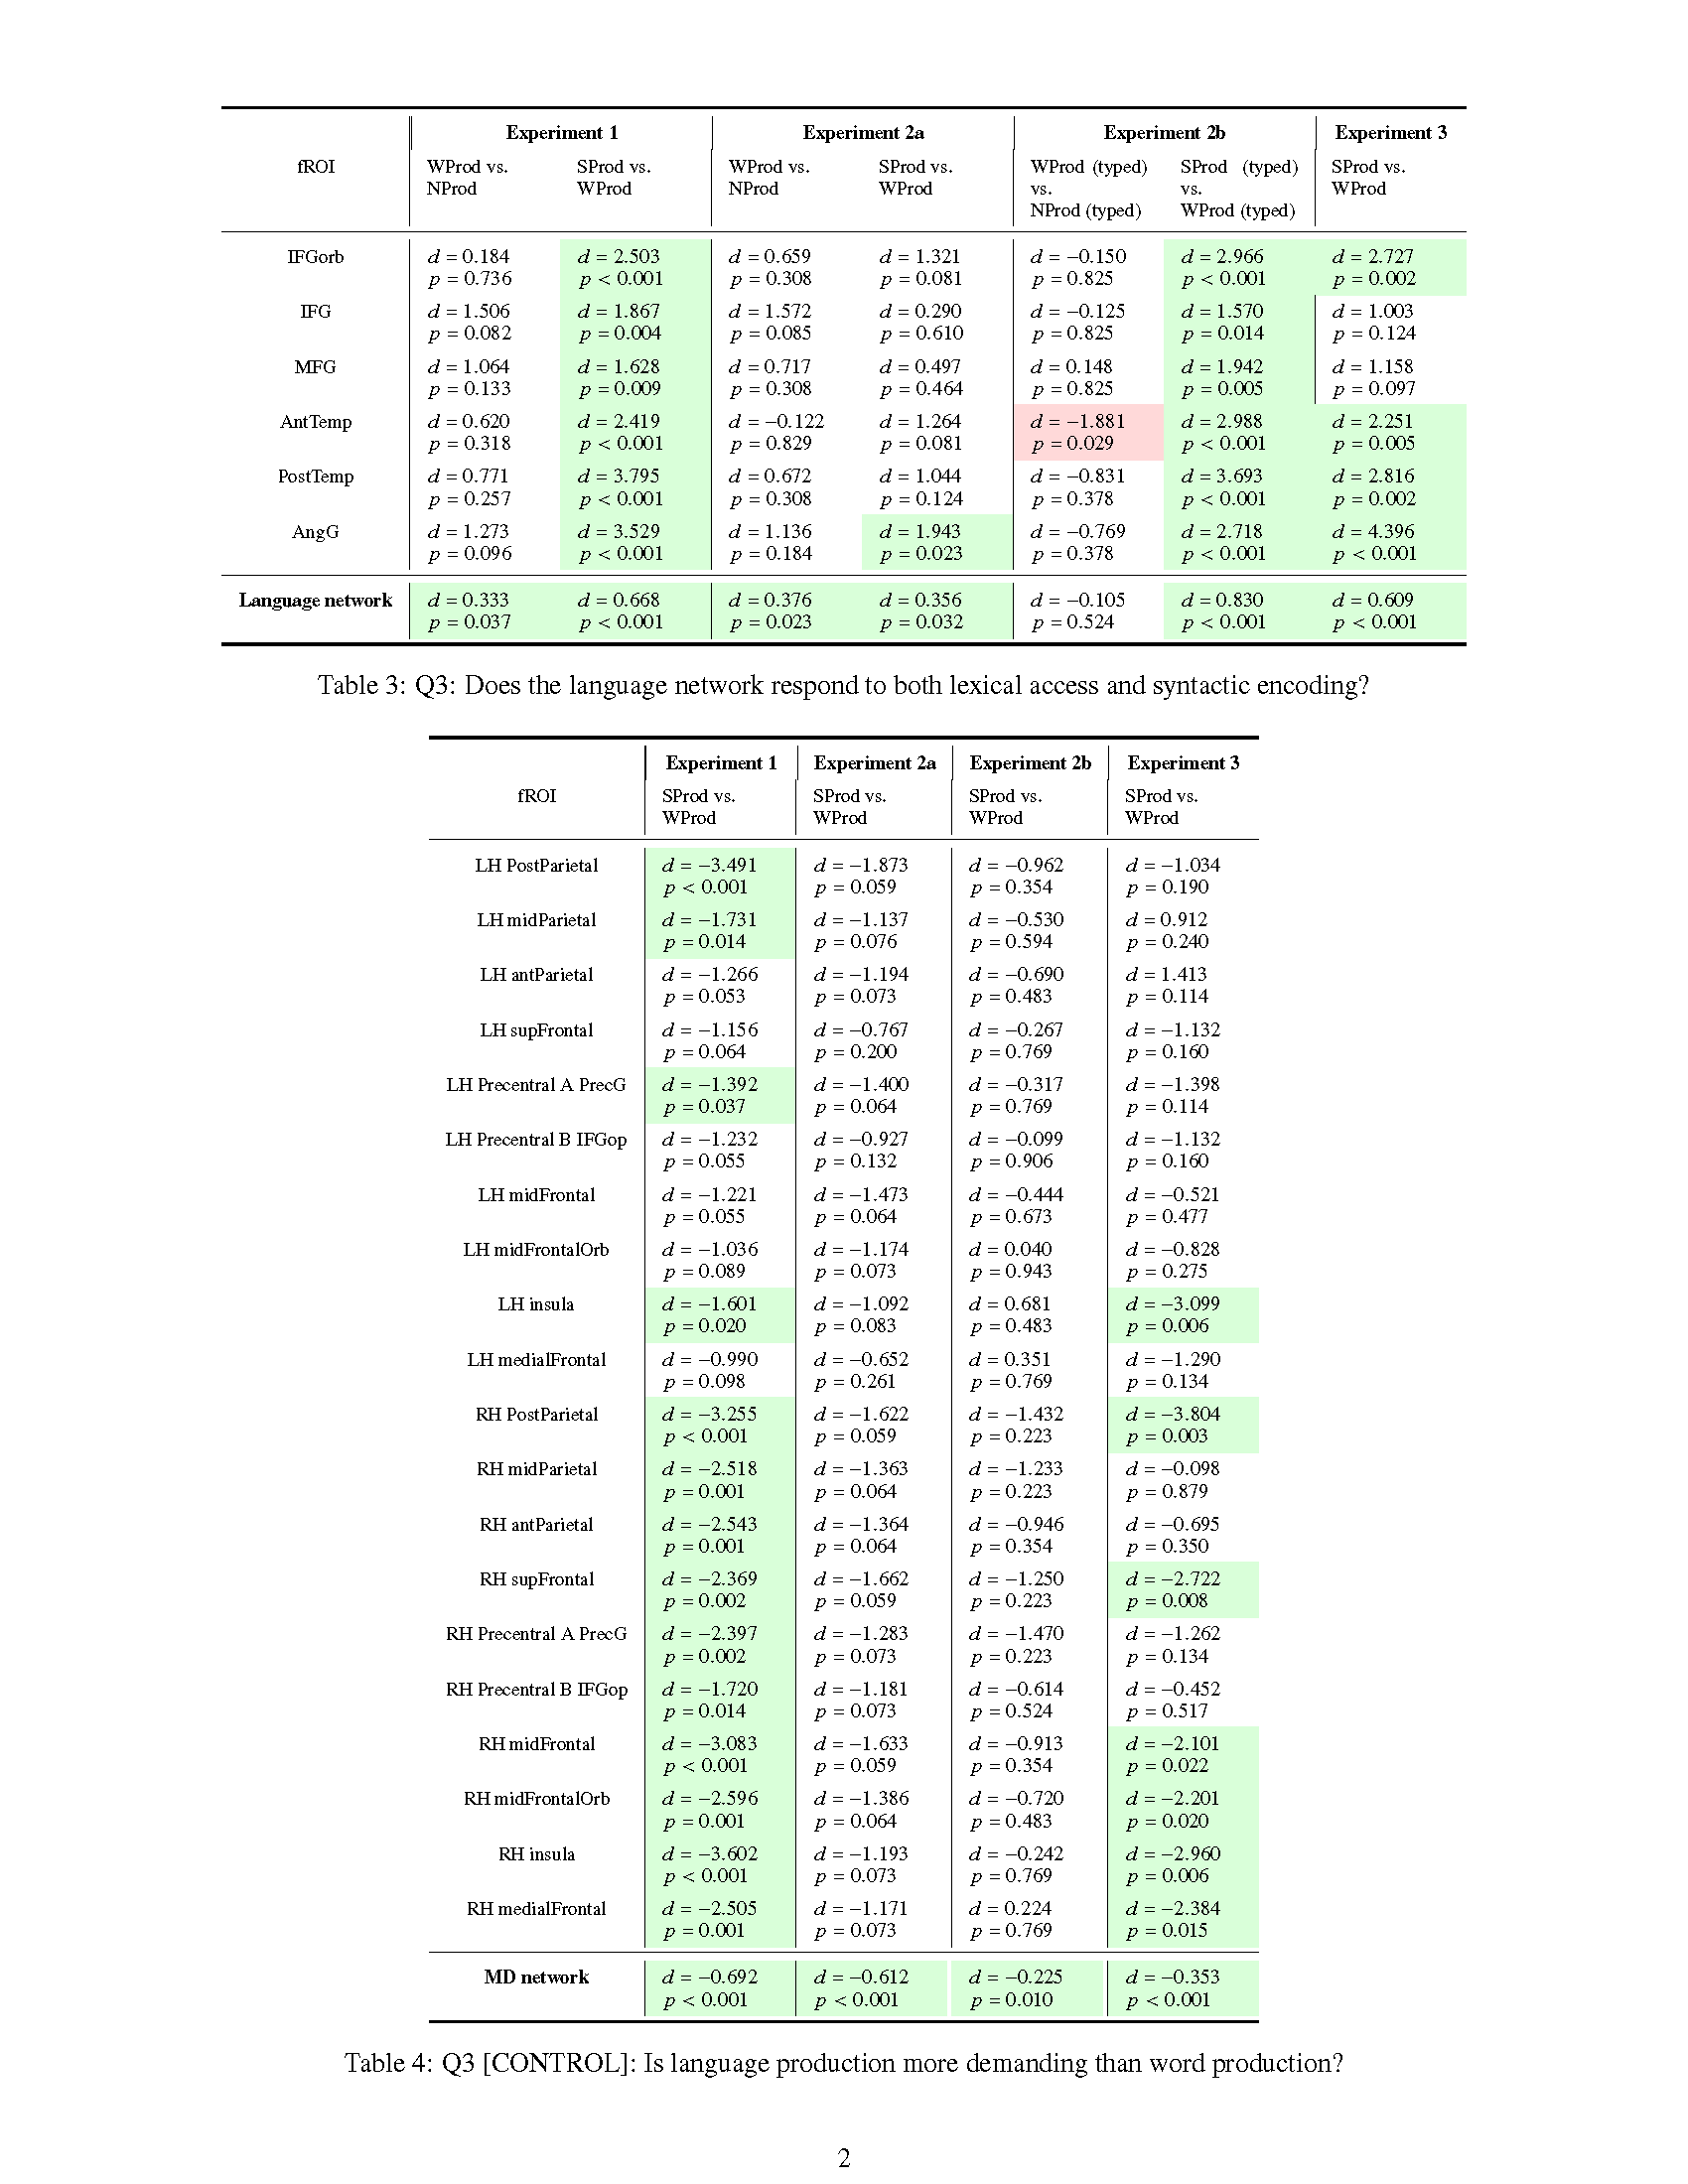 Experiment 1 Experiment 2a Experiment 2b Experiment 3
fROI WProd vs. SProd vs. WProd vs. SProd vs. WProd (typed) SProd (typed) SProd vs.
NProd WProd NProd WProd vs. vs. WProd
NProd (typed) WProd (typed)
IFGorb d = 0.184 d = 2.503 d = 0.659 d = 1.321 d = −0.150 d = 2.966 d = 2.727
p = 0.736 p < 0.001 p = 0.308 p = 0.081 p = 0.825 p < 0.001 p = 0.002
IFG d = 1.506 d = 1.867 d = 1.572 d = 0.290 d = −0.125 d = 1.570 d = 1.003
p = 0.082 p = 0.004 p = 0.085 p = 0.610 p = 0.825 p = 0.014 p = 0.124
MFG d = 1.064 d = 1.628 d = 0.717 d = 0.497 d = 0.148 d = 1.942 d = 1.158
p = 0.133 p = 0.009 p = 0.308 p = 0.464 p = 0.825 p = 0.005 p = 0.097
AntTemp d = 0.620 d = 2.419 d = −0.122 d = 1.264 d = −1.881 d = 2.988 d = 2.251
p = 0.318 p < 0.001 p = 0.829 p = 0.081 p = 0.029 p < 0.001 p = 0.005
PostTemp d = 0.771 d = 3.795 d = 0.672 d = 1.044 d = −0.831 d = 3.693 d = 2.816
p = 0.257 p < 0.001 p = 0.308 p = 0.124 p = 0.378 p < 0.001 p = 0.002
AngG d = 1.273 d = 3.529 d = 1.136 d = 1.943 d = −0.769 d = 2.718 d = 4.396
p = 0.096 p < 0.001 p = 0.184 p = 0.023 p = 0.378 p < 0.001 p < 0.001
Language network d = 0.333 d = 0.668 d = 0.376 d = 0.356 d = −0.105 d = 0.830 d = 0.609
p = 0.037 p < 0.001 p = 0.023 p = 0.032 p = 0.524 p < 0.001 p < 0.001
Table 3: Q3: Does the language network respond to both lexical access and syntactic encoding?
Experiment 1 Experiment 2a Experiment 2b Experiment 3
fROI SProd vs. SProd vs. SProd vs. SProd vs.
WProd WProd WProd WProd
LH PostParietal d = −3.491 d = −1.873 d = −0.962 d = −1.034
p < 0.001 p = 0.059 p = 0.354 p = 0.190
LH midParietal d = −1.731 d = −1.137 d = −0.530 d = 0.912
p = 0.014 p = 0.076 p = 0.594 p = 0.240
LH antParietal d = −1.266 d = −1.194 d = −0.690 d = 1.413
p = 0.053 p = 0.073 p = 0.483 p = 0.114
LH supFrontal d = −1.156 d = −0.767 d = −0.267 d = −1.132
p = 0.064 p = 0.200 p = 0.769 p = 0.160
LH Precentral A PrecG d = −1.392 d = −1.400 d = −0.317 d = −1.398
p = 0.037 p = 0.064 p = 0.769 p = 0.114
LH Precentral B IFGop d = −1.232 d = −0.927 d = −0.099 d = −1.132
p = 0.055 p = 0.132 p = 0.906 p = 0.160
LH midFrontal d = −1.221 d = −1.473 d = −0.444 d = −0.521
p = 0.055 p = 0.064 p = 0.673 p = 0.477
LH midFrontalOrb d = −1.036 d = −1.174 d = 0.040 d = −0.828
p = 0.089 p = 0.073 p = 0.943 p = 0.275
LH insula d = −1.601 d = −1.092 d = 0.681 d = −3.099
p = 0.020 p = 0.083 p = 0.483 p = 0.006
LH medialFrontal d = −0.990 d = −0.652 d = 0.351 d = −1.290
p = 0.098 p = 0.261 p = 0.769 p = 0.134
RH PostParietal d = −3.255 d = −1.622 d = −1.432 d = −3.804
p < 0.001 p = 0.059 p = 0.223 p = 0.003
RH midParietal d = −2.518 d = −1.363 d = −1.233 d = −0.098
p = 0.001 p = 0.064 p = 0.223 p = 0.879
RH antParietal d = −2.543 d = −1.364 d = −0.946 d = −0.695
p = 0.001 p = 0.064 p = 0.354 p = 0.350
RH supFrontal d = −2.369 d = −1.662 d = −1.250 d = −2.722
p = 0.002 p = 0.059 p = 0.223 p = 0.008
RH Precentral A PrecG d = −2.397 d = −1.283 d = −1.470 d = −1.262
p = 0.002 p = 0.073 p = 0.223 p = 0.134
RH Precentral B IFGop d = −1.720 d = −1.181 d = −0.614 d = −0.452
p = 0.014 p = 0.073 p = 0.524 p = 0.517
RH midFrontal d = −3.083 d = −1.633 d = −0.913 d = −2.101
p < 0.001 p = 0.059 p = 0.354 p = 0.022
RH midFrontalOrb d = −2.596 d = −1.386 d = −0.720 d = −2.201
p = 0.001 p = 0.064 p = 0.483 p = 0.020
RH insula d = −3.602 d = −1.193 d = −0.242 d = −2.960
p < 0.001 p = 0.073 p = 0.769 p = 0.006
RH medialFrontal d = −2.505 d = −1.171 d = 0.224 d = −2.384
p = 0.001 p = 0.073 p = 0.769 p = 0.015
MD network d = −0.692 d = −0.612 d = −0.225 d = −0.353
p < 0.001 p < 0.001 p = 0.010 p < 0.001
Table 4: Q3 [CONTROL]: Is language production more demanding than word production?
2